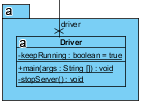 a
driver
a
Driver
-keepRunning : boolean = true
+main(args : String []) : void
-stopServer() : void